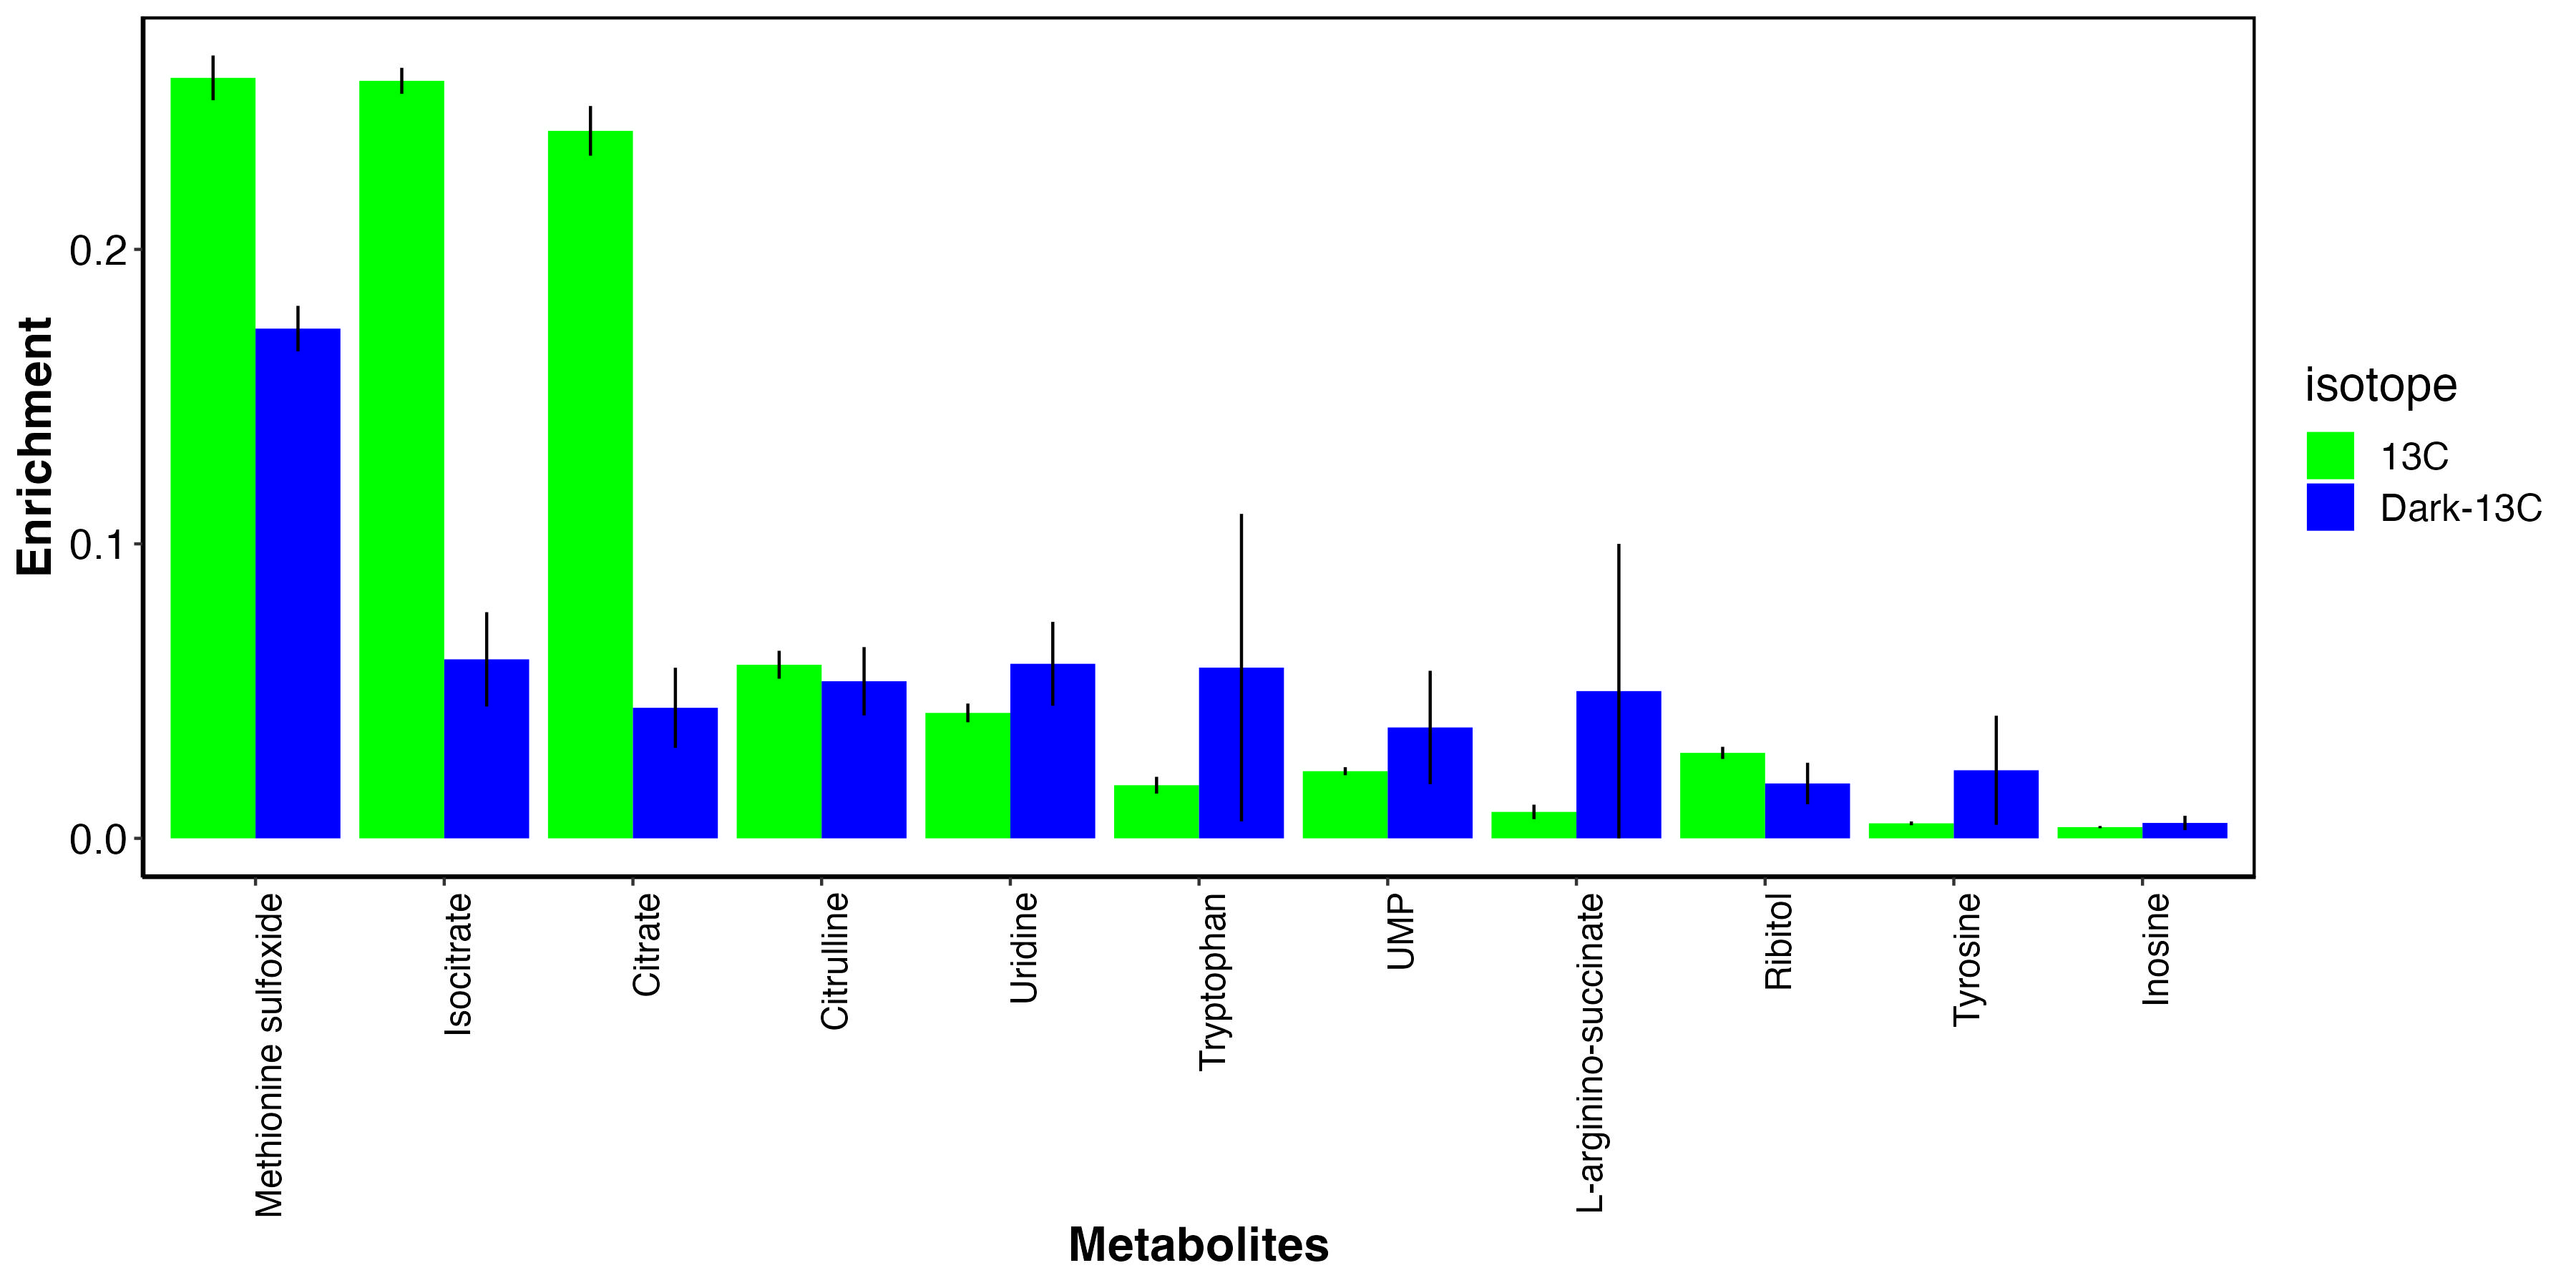 Enrichment
0.2
0.1
0.0
Methionine sulfoxide
Isocitrate
Citrate
Citrulline
Uridine
Tryptophan
UMP
L-arginino-succinate
Ribitol
Tyrosine
Inosine
Metabolites
isotope
13C
Dark-13C